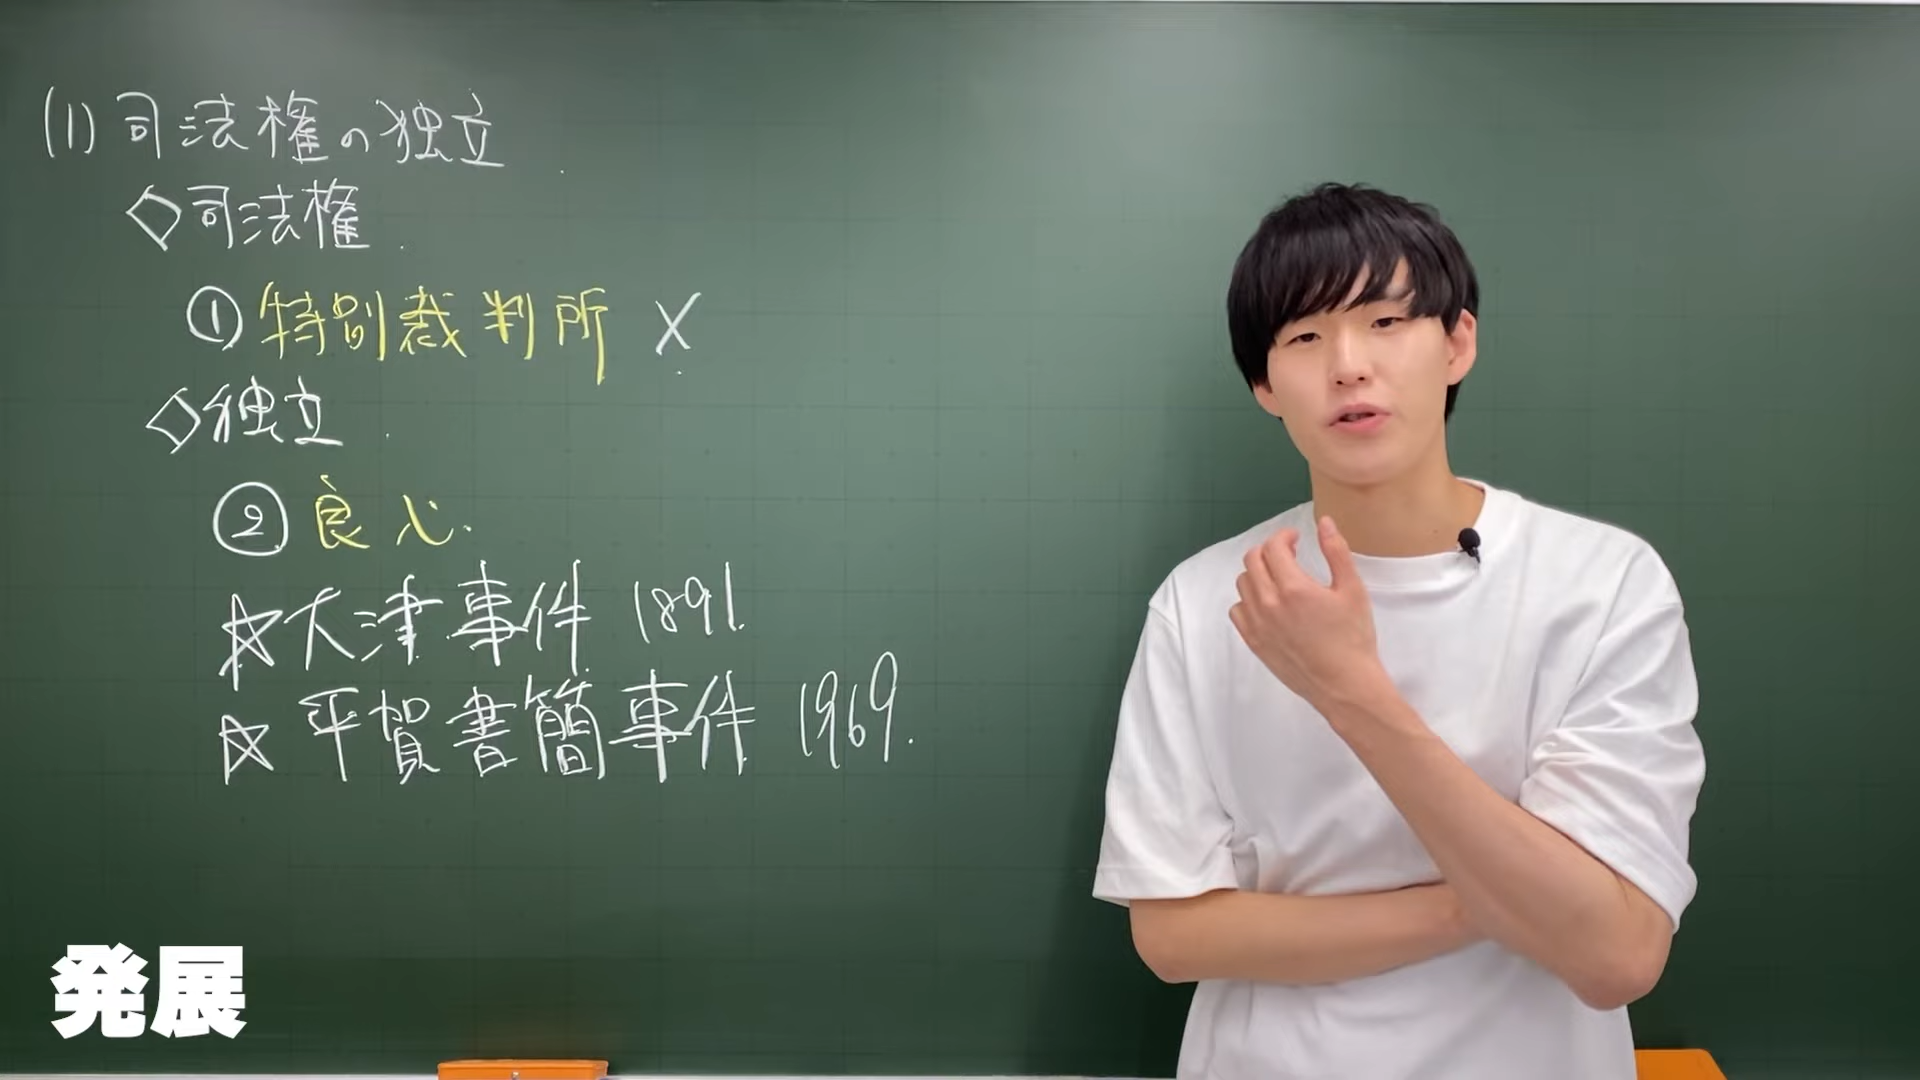 (1)司法権の独立
◇司法権
①特別裁判所 X
◇独立
②良心
☆大津事件 1891.
☆平賀書簡事件 1969.
発展